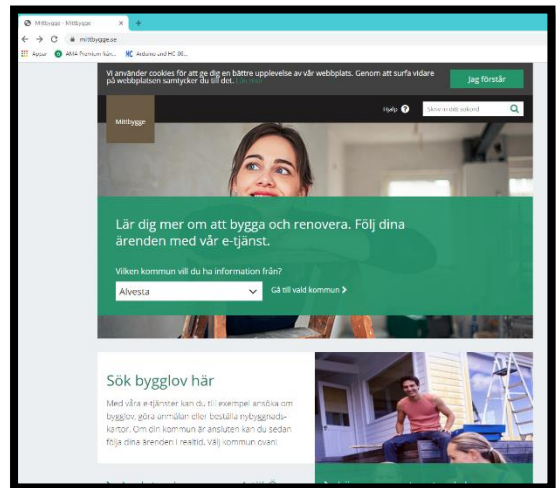 Mittbygge - Mittbygge
mittbygge.se
Appar
AMA Premium från...
Arduino and HC-00...
Vi använder cookies för att ge dig en bättre upplevelse av vår webbplats. Genom att surfa vidare
på webbplatsen samtycker du till det.
Jag förstår
Mittbygge
Hjälp ?
Skriv in ditt sökord
Lär dig mer om att bygga och renovera. Följ dina
ärenden med vår e-tjänst.
Vilken kommun vill du ha information från?
Alvesta
Gå till vald kommun
Sök bygglov här
Med våra e-tjänster kan du till exempel ansöka om
bygglov, göra anmälan eller beställa nybyggnads-
kartor. Om din kommun är ansluten kan du sedan
följa dina ärenden i realtid. Välj kommun ovan!